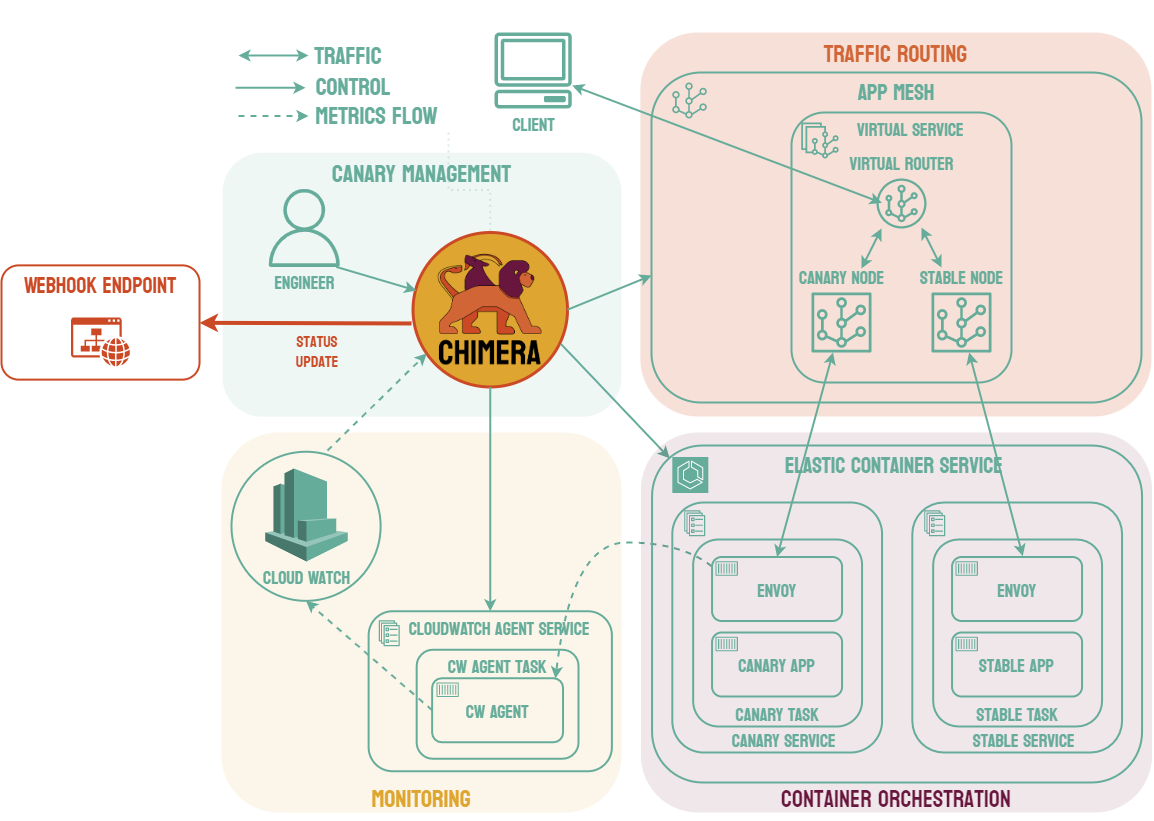 TRAFFIC
CONTROL
METRICS FLOW
CLIENT
TRAFFIC ROUTING
APP MESH
VIRTUAL SERVICE
VIRTUAL ROUTER
CANARY NODE
STABLE NODE
CANARY MANAGEMENT
ENGINEER
CHIMERA
WEBHOOK ENDPOINT
STATUS
UPDATE
CLOUD WATCH
CLOUDWATCH AGENT SERVICE
CW AGENT TASK
CW AGENT
MONITORING
ELASTIC CONTAINER SERVICE
ENVOY
CANARY APP
CANARY TASK
CANARY SERVICE
ENVOY
STABLE APP
STABLE TASK
STABLE SERVICE
CONTAINER ORCHESTRATION